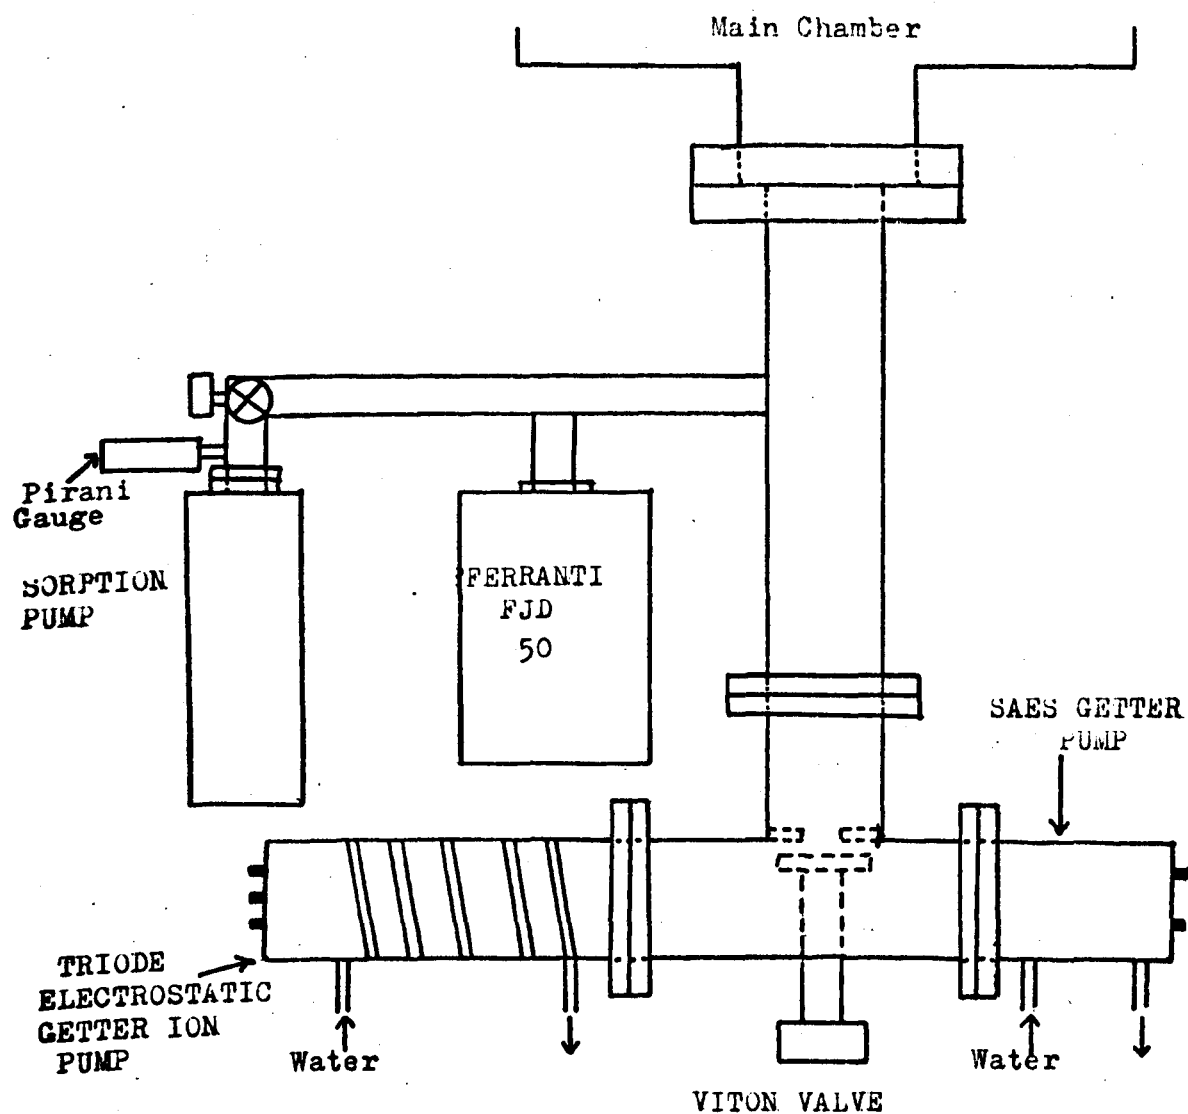 Main Chamber
Pirani
Gauge
SORPTION
PUMP
FERRANTI
FJD
50
SAES GETTER
PUMP
TRIODE
ELECTROSTATIC
GETTER ION
PUMP
Water
Water
VITON VALVE